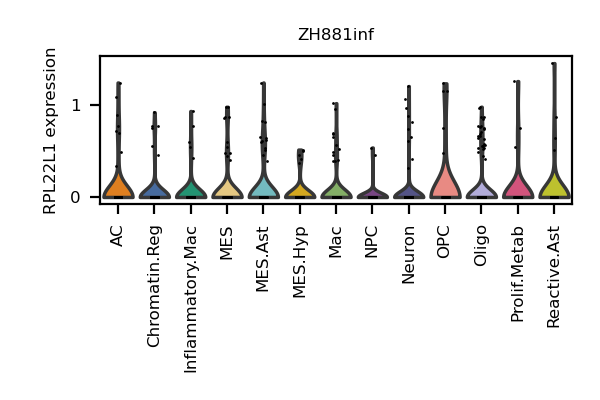 ZH881inf
RPL22L1 expression
1
0
AC
Chromatin.Reg
Inflammatory.Mac
MES
MES.Ast
MES.Hyp
Mac
NPC
Neuron
OPC
Oligo
Prolif.Metab
Reactive.Ast